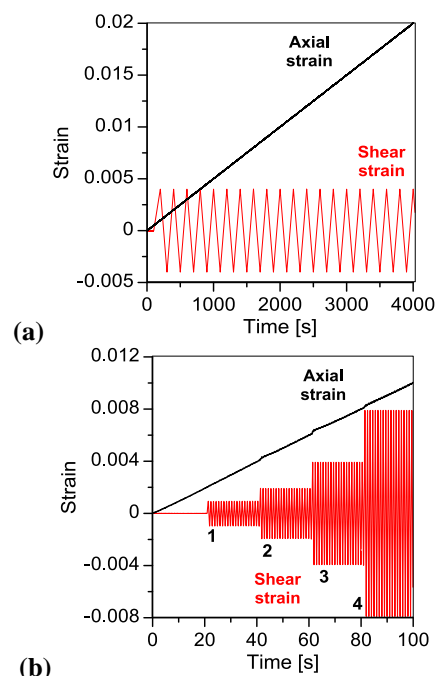 0.02
Axial
strain
0.015
0.01
Strain
Shear
strain
0.005
0
-0.005
0 1000 2000 3000 4000
(a)
Time [s]
0.012
Axial
strain
0.008
0.004
Strain
0.000
1
2
-0.004
3
Shear
strain
4
-0.008
0 20 40 60 80 100
(b)
Time [s]